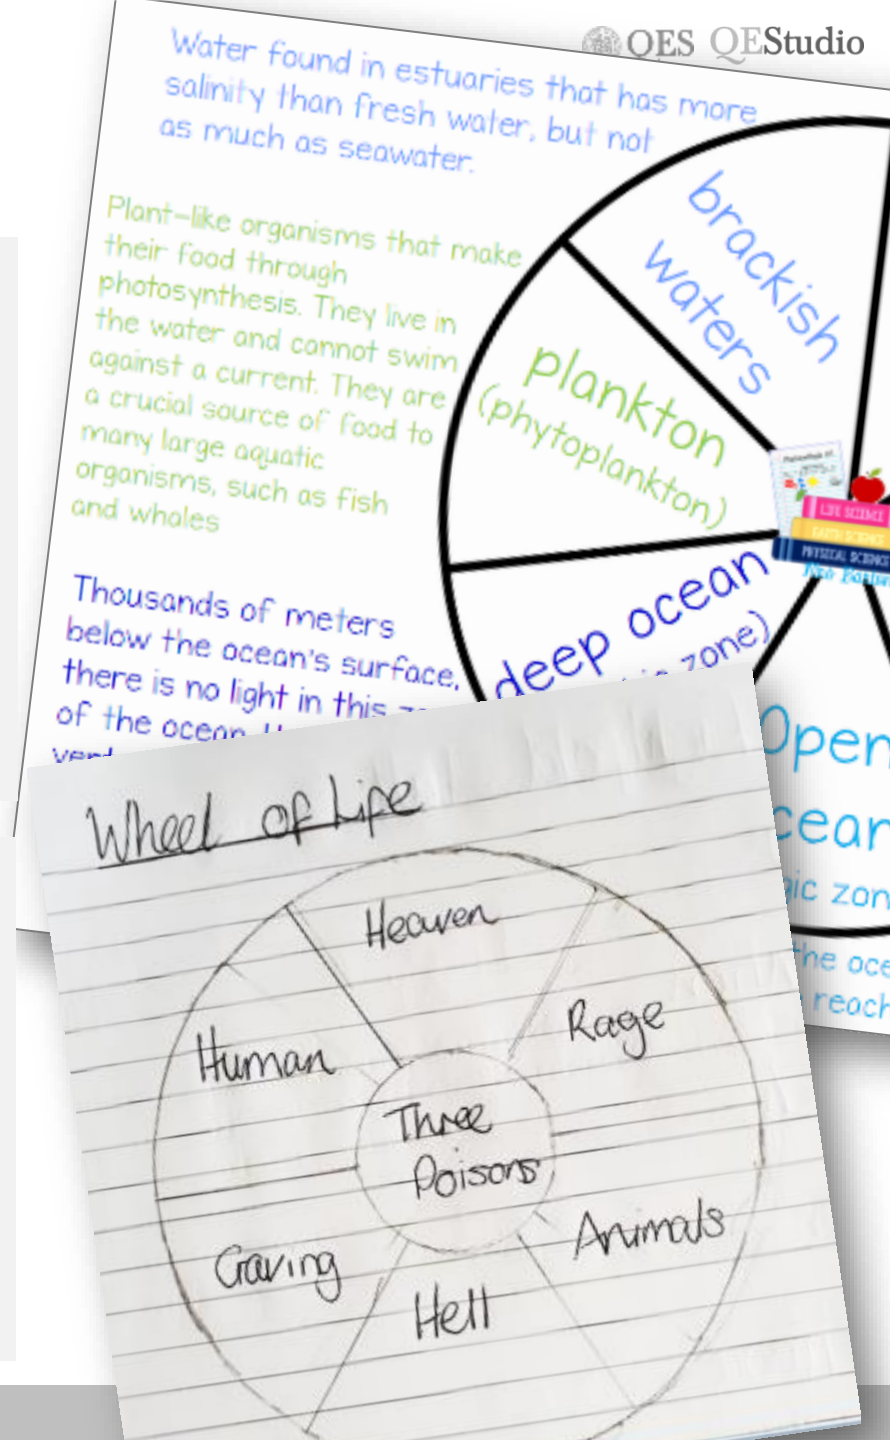 QES QEStudio
Water found in estuaries that has more
salinity than fresh water, but not
as much as seawater.
Plant-like organisms that make
their food through
photosynthesis. They live in
the water and cannot swim
against a current. They are
a crucial source of food to
many large aquatic
organisms, such as fish
and whales
Thousands of meters
below the ocean's surface,
there is no light in this
of the ocean.
brackish
waters
plankton
(phytoplankton)
deep ocean
zone)
LIFE SCIENCE
EARTH SCIENCE
PHYSICAL SCIENCE
Open
the
reach
Wheel of Life
Heaven
Rage
Human
Three
Poisons
Animals
Craving
Hell